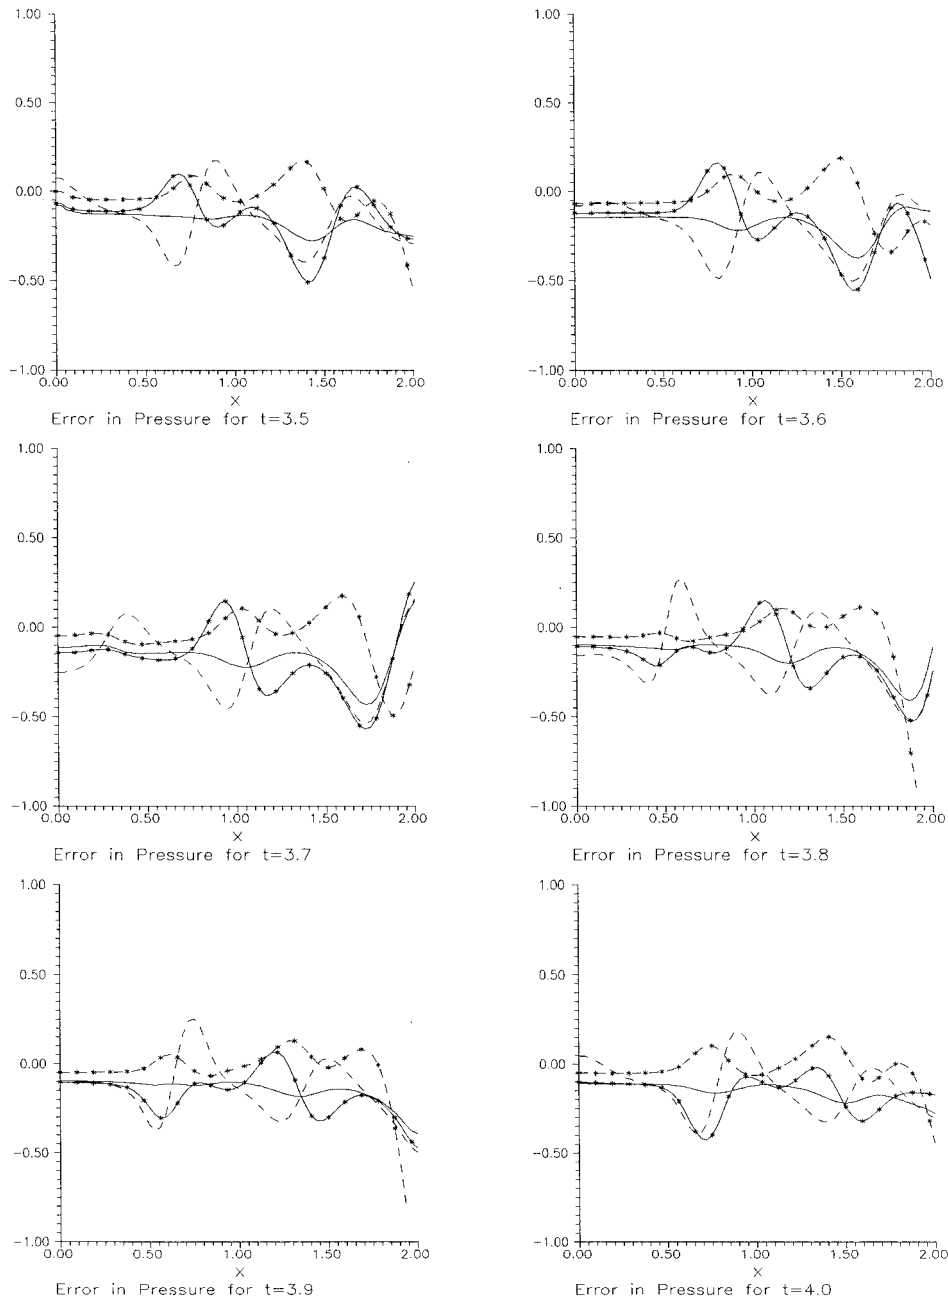 1.00
0.50
0.00
−0.50
−1.00
0.00 0.50 1.00 1.50 2.00
X
Error in Pressure for t=3.5
1.00
0.50
0.00
−0.50
−1.00
0.00 0.50 1.00 1.50 2.00
X
Error in Pressure for t=3.6
1.00
0.50
0.00
−0.50
−1.00
0.00 0.50 1.00 1.50 2.00
X
Error in Pressure for t=3.7
1.00
0.50
0.00
−0.50
−1.00
0.00 0.50 1.00 1.50 2.00
X
Error in Pressure for t=3.8
1.00
0.50
0.00
−0.50
−1.00
0.00 0.50 1.00 1.50 2.00
X
Error in Pressure for t=3.9
1.00
0.50
0.00
−0.50
−1.00
0.00 0.50 1.00 1.50 2.00
X
Error in Pressure for t=4.0